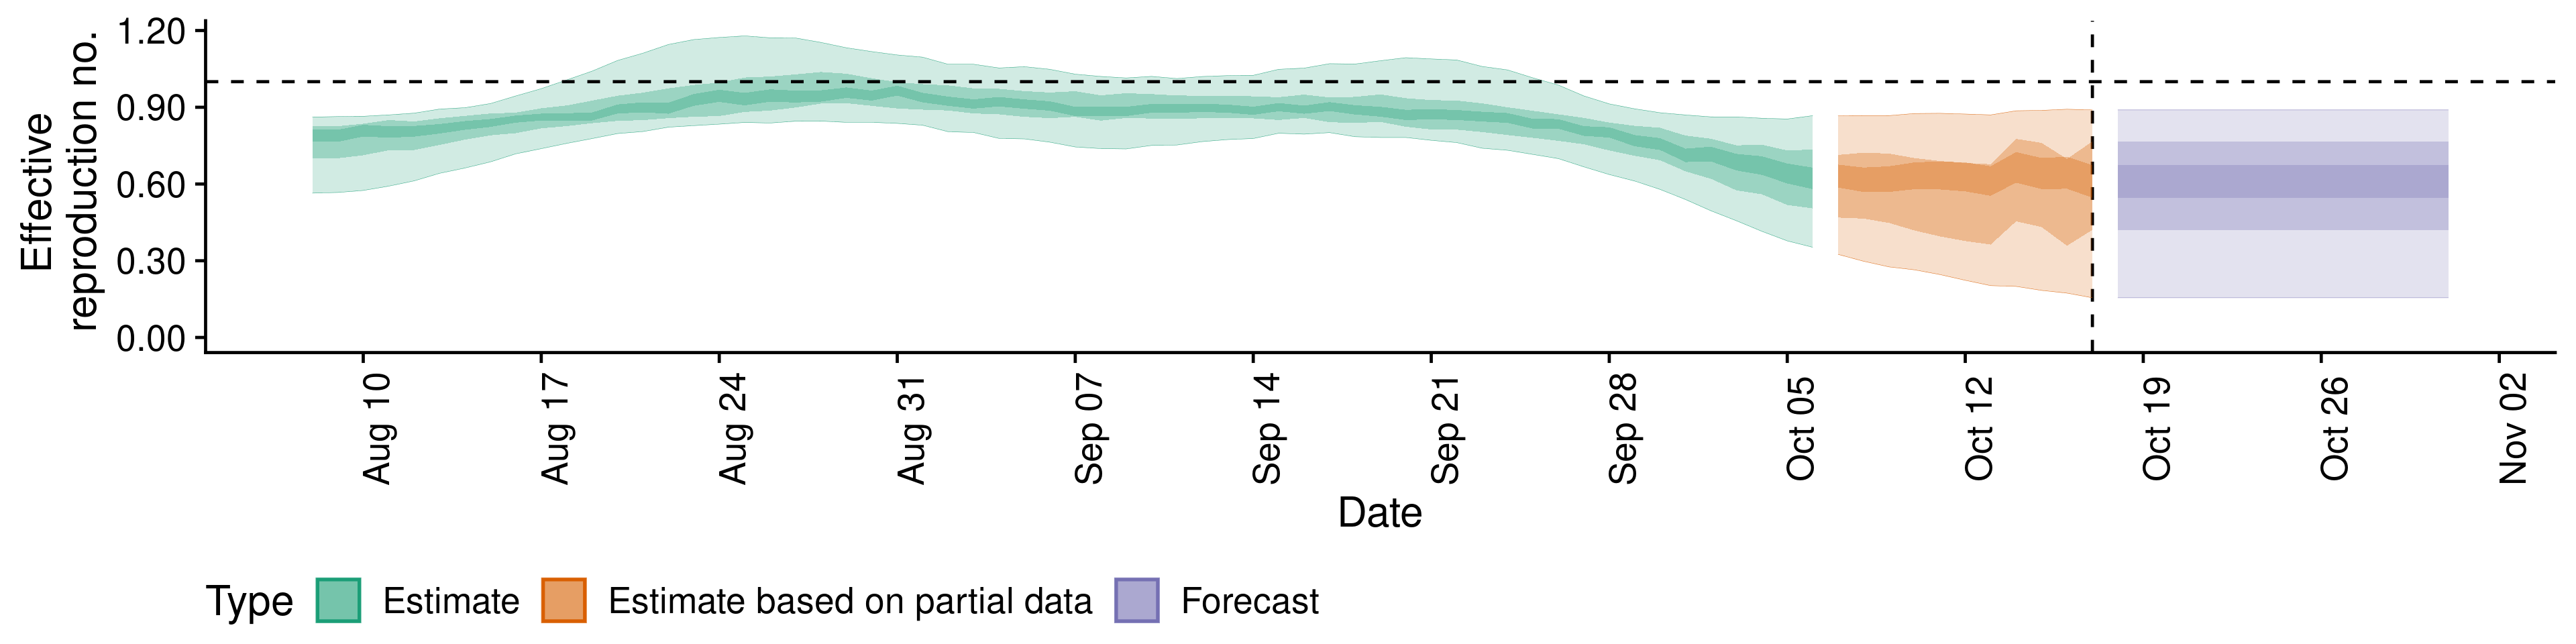 Effective
reproduction no.
1.20
0.90
0.60
0.30
0.00
Aug 10
Aug 17
Aug 24
Aug 31
Sep 07
Sep 14
Sep 21
Sep 28
Oct 05
Oct 12
Oct 19
Oct 26
Nov 02
Date
Type Estimate Estimate based on partial data Forecast